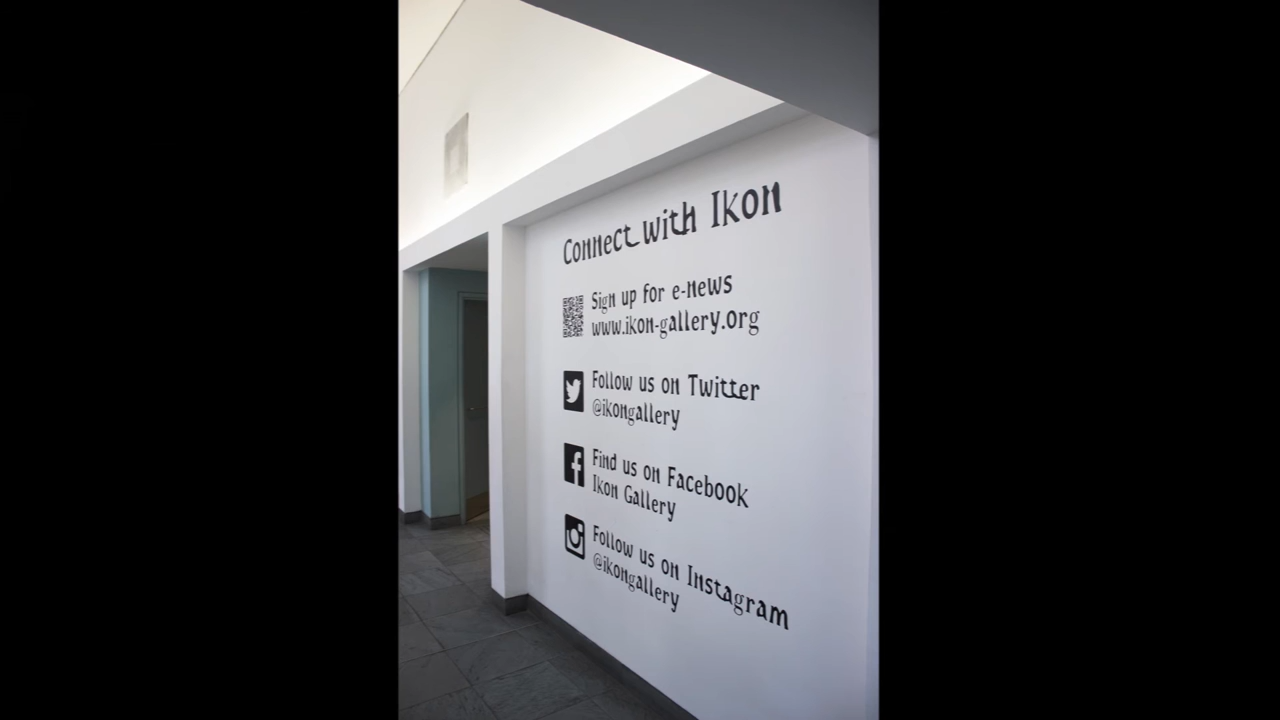 Connect with Ikon
Sign up for e-news
www.ikon-gallery.org
Follow us on Twitter
@ikongallery
Find us on Facebook
Ikon Gallery
Follow us on Instagram
@ikongallery